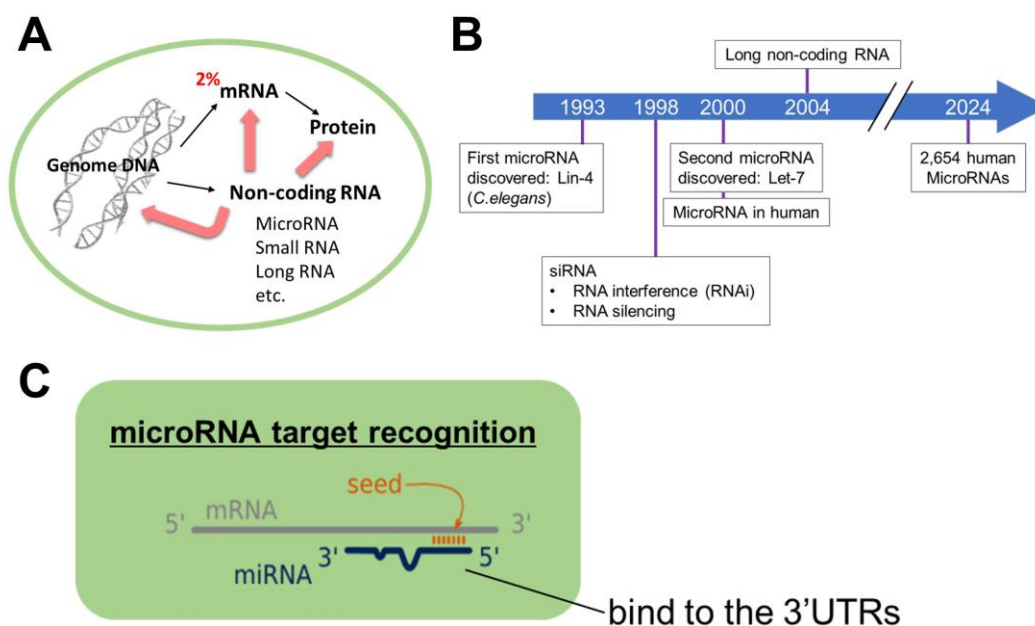 A
2%
mRNA
Protein
Genome DNA
Non-coding RNA
MicroRNA
Small RNA
Long RNA
etc.
B
Long non-coding RNA
1993 1998 2000 2004 2024
First microRNA
discovered: Lin-4
(C.elegans)
Second microRNA
discovered: Let-7
MicroRNA in human
2,654 human
MicroRNAs
siRNA
• RNA interference (RNAi)
• RNA silencing
C
microRNA target recognition
seed
5' mRNA 3'
3' 5'
miRNA
bind to the 3'UTRs